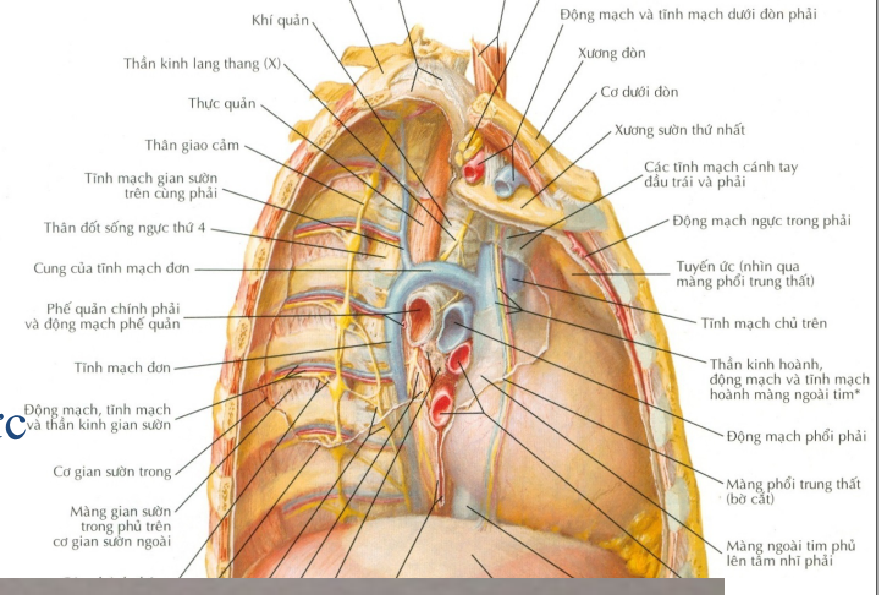 Khí quản
Thần kinh lang thang (X)
Thực quản
Thân giao cảm
Tĩnh mạch gian sườn
trên cùng phải
Thân đốt sống ngực thứ 4
Cung của tĩnh mạch đơn
Phế quản chính phải
và động mạch phế quản
Tĩnh mạch đơn
Động mạch, tĩnh mạch
và thần kinh gian sườn
Cơ gian sườn trong
Màng gian sườn
trong phủ trên
cơ gian sườn ngoài
Động mạch và tĩnh mạch dưới đòn phải
Xương đòn
Cơ dưới đòn
Xương sườn thứ nhất
Các tĩnh mạch cánh tay
đầu trái và phải
Động mạch ngực trong phải
Tuyến ức (nhìn qua
màng phổi trung thất)
Tĩnh mạch chủ trên
Thần kinh hoành,
động mạch và tĩnh mạch
hoành màng ngoài tim*
Động mạch phổi phải
Màng phổi trung thất
(bờ cắt)
Màng ngoài tim phủ
lên tâm nhĩ phải